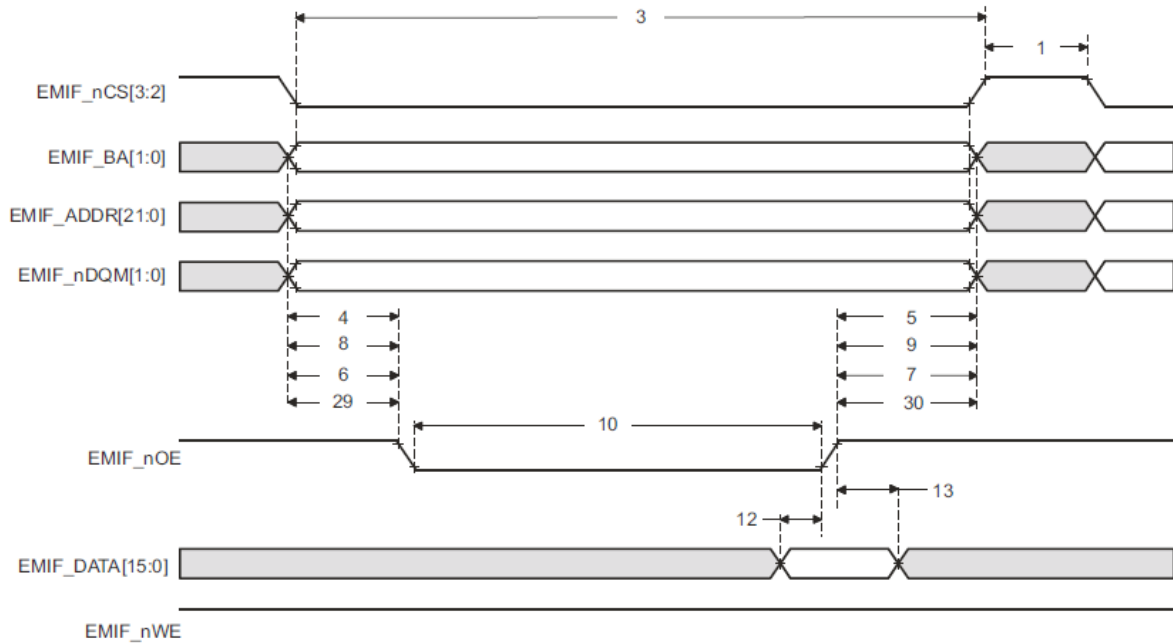 3
1
EMIF_nCS[3:2]
EMIF_BA[1:0]
EMIF_ADDR[21:0]
EMIF_nDQM[1:0]
4 5
8 9
6 7
29 30
10
EMIF_nOE
13
12
EMIF_DATA[15:0]
EMIF_nWE